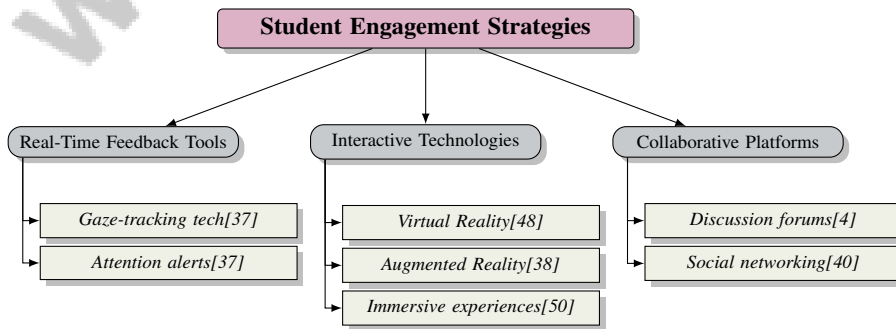 Student Engagement Strategies
Real-Time Feedback Tools
Interactive Technologies
Collaborative Platforms
Gaze-tracking tech[37]
Attention alerts[37]
Virtual Reality[48]
Augmented Reality[38]
Immersive experiences[50]
Discussion forums[4]
Social networking[40]